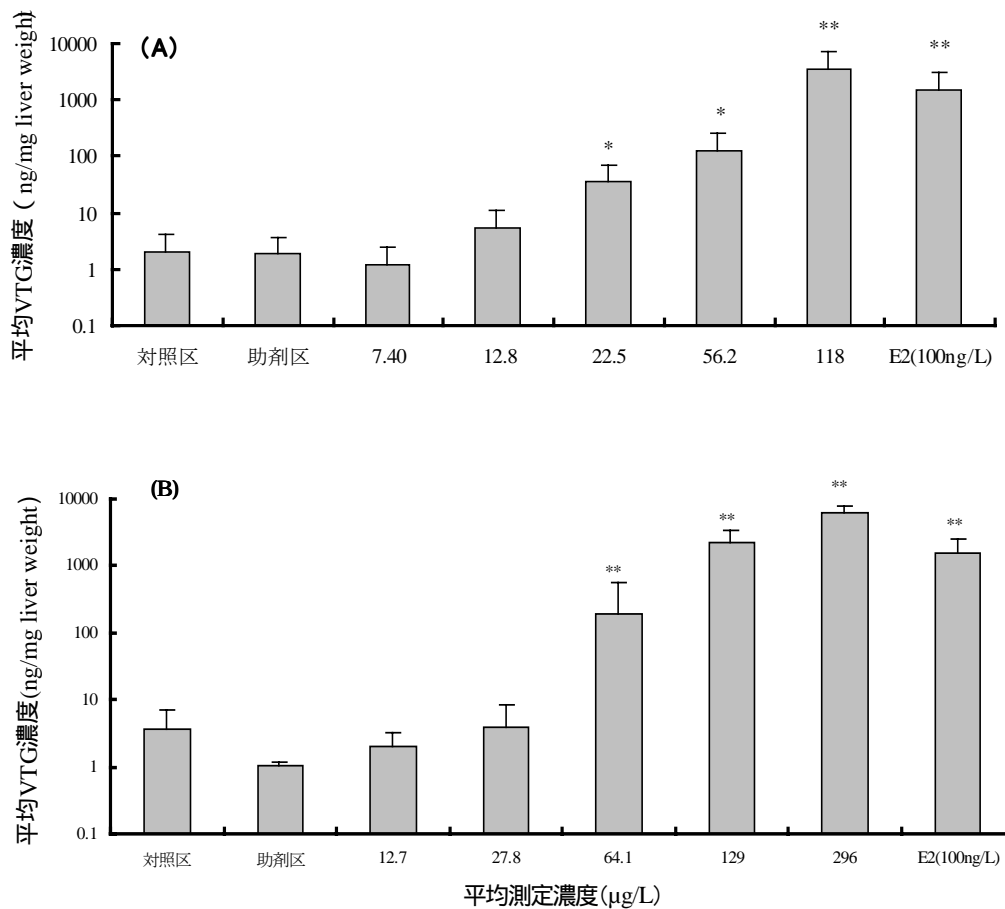 (A)
平均VTG濃度 ( ng/mg liver weight)
10000
1000
100
10
1
0.1
** ** * *
対照区 助剤区 7.40 12.8 22.5 56.2 118 E2(100ng/L)
(B)
平均VTG濃度(ng/mg liver weight)
10000
1000
100
10
1
0.1
** ** ** **
対照区 助剤区 12.7 27.8 64.1 129 296 E2(100ng/L)
平均測定濃度(µg/L)